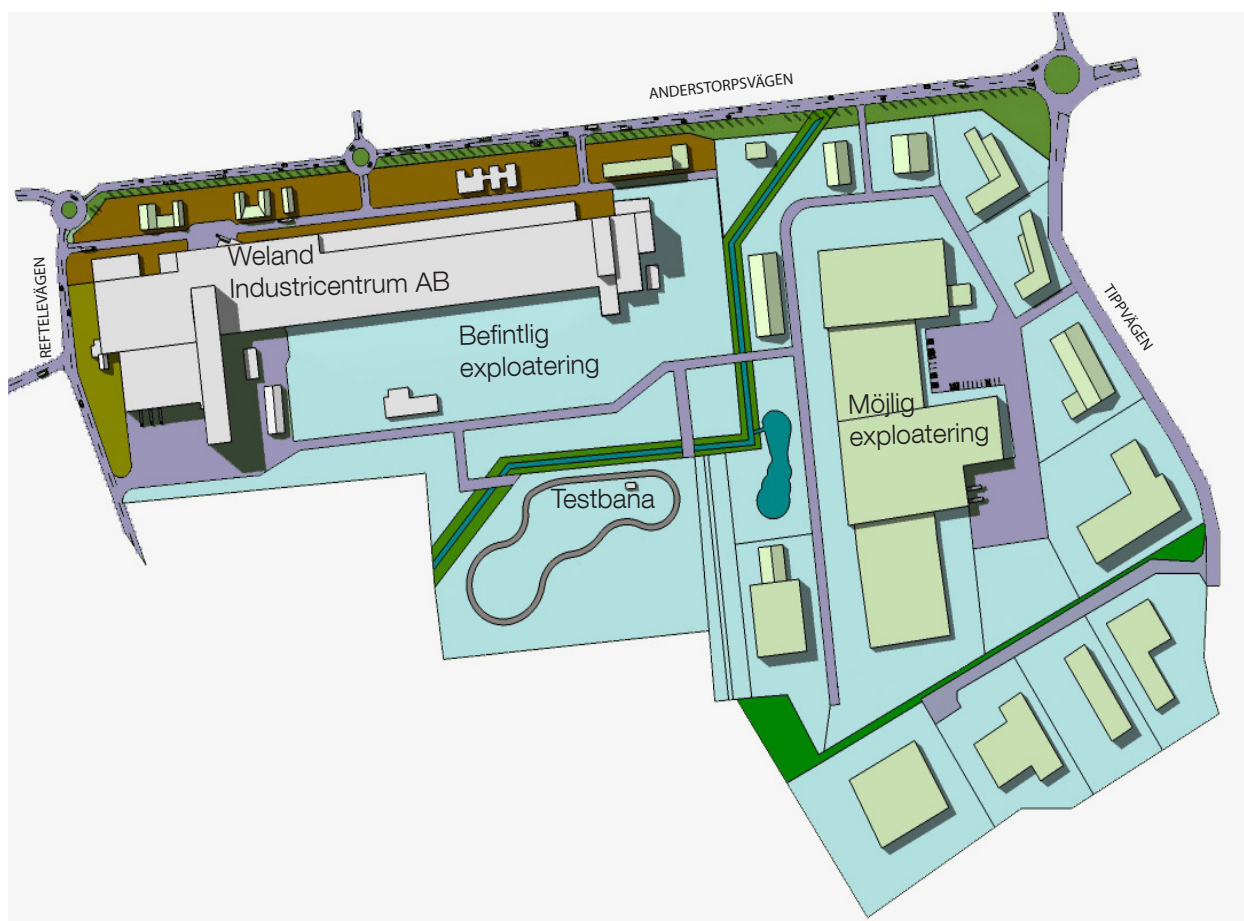 ANDERSTORPSVÄGEN
Weland
Industricentrum AB
REFTELEVÄGEN
TIPPVÄGEN
Befintlig
exploatering
Möjlig
exploatering
Testbana